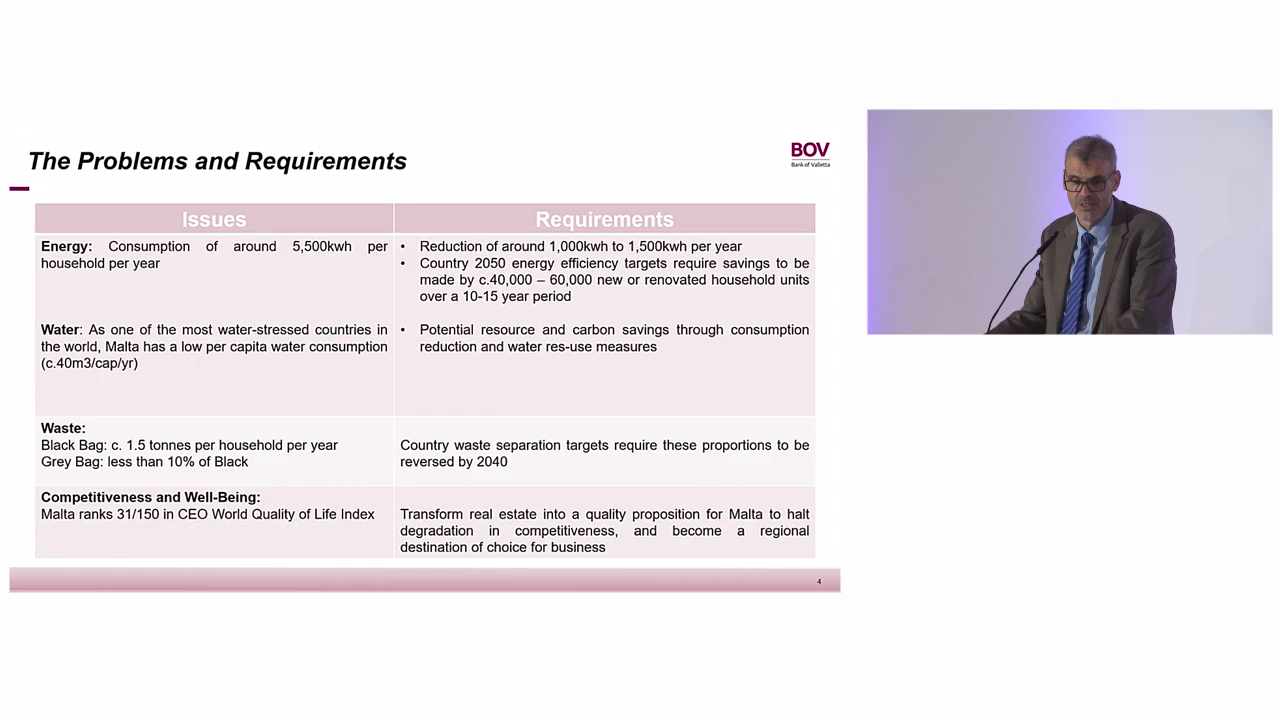 The Problems and Requirements
BOV
Bank of Valletta
Issues
Requirements
Energy: Consumption of around 5,500kwh per
household per year
• Reduction of around 1,000kwh to 1,500kwh per year
• Country 2050 energy efficiency targets require savings to be
made by c.40,000 – 60,000 new or renovated household units
over a 10-15 year period
Water: As one of the most water-stressed countries in
the world, Malta has a low per capita water consumption
(c.40m3/cap/yr)
• Potential resource and carbon savings through consumption
reduction and water res-use measures
Waste:
Black Bag: c. 1.5 tonnes per household per year
Grey Bag: less than 10% of Black
Country waste separation targets require these proportions to be
reversed by 2040
Competitiveness and Well-Being:
Malta ranks 31/150 in CEO World Quality of Life Index
Transform real estate into a quality proposition for Malta to halt
degradation in competitiveness, and become a regional
destination of choice for business
4